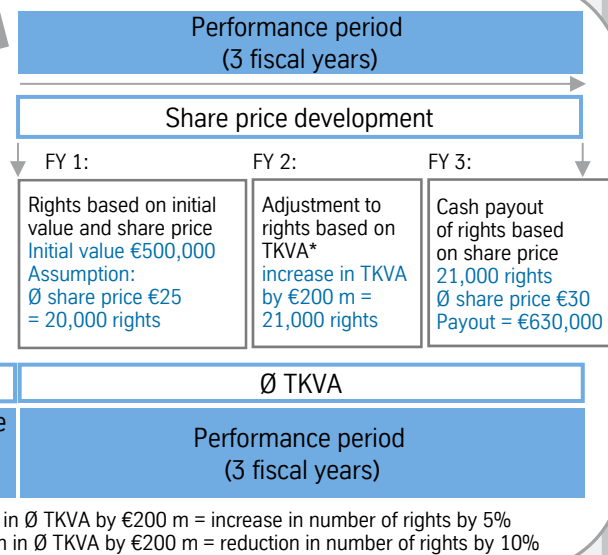 Performance period
(3 fiscal years)
Share price development
FY 1:
FY 2:
FY 3:
Rights based on initial
value and share price
Initial value €500,000
Assumption:
Ø share price €25
= 20,000 rights
Adjustment to
rights based on
TKVA*
increase in TKVA
by €200 m =
21,000 rights
Cash payout
of rights based
on share price
21,000 rights
Ø share price €30
Payout = €630,000
Ø TKVA
Performance period
(3 fiscal years)
in Ø TKVA by €200 m = increase in number of rights by 5%
in Ø TKVA by €200 m = reduction in number of rights by 10%